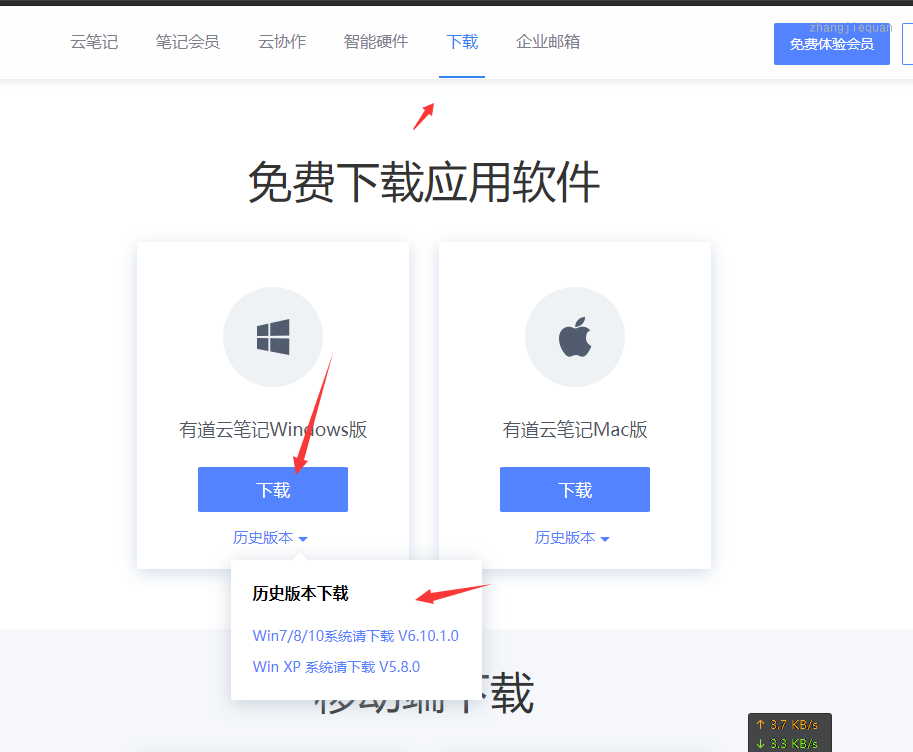 云笔记 笔记会员 云协作 智能硬件 下载 企业邮箱
zhangjiequan
免费体验会员
免费下载应用软件
有道云笔记Windows版 有道云笔记Mac版
下载 下载
历史版本 历史版本
历史版本下载
Win7/8/10系统请下载 V6.10.1.0
Win XP 系统请下载 V5.8.0
移动端下载
↑ 3.7 KB/s
↓ 3.3 KB/s